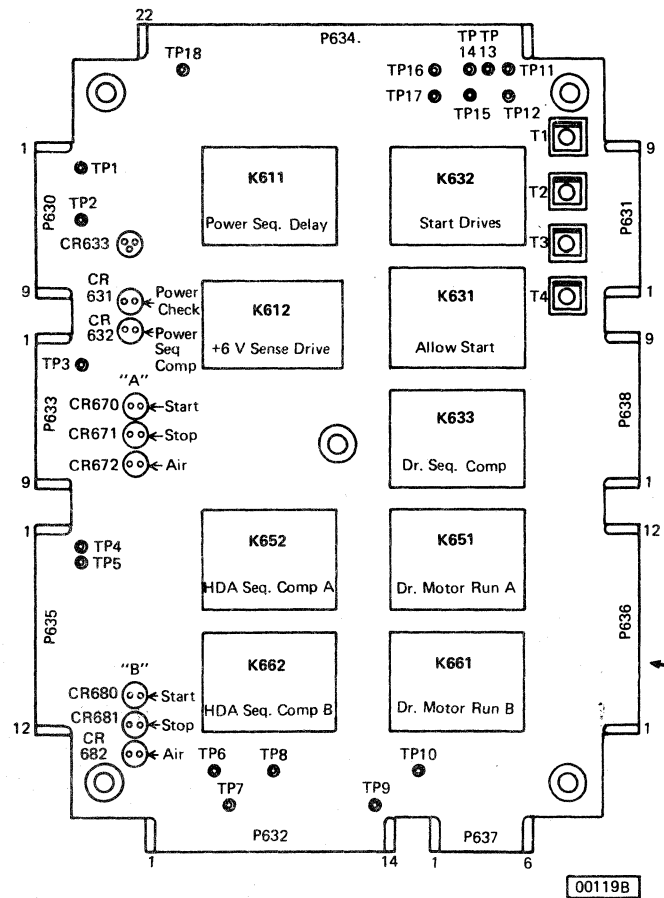 22
P634.
TP18
TP TP
14 13
TP16
TP11
TP17
TP15
TP12
T1
1
9
TP1
K611
Power Seq. Delay
K632
Start Drives
T2
P630
TP2
P631
CR633
T3
CR
631
Power
Check
T4
9
1
K612
+6 V Sense Drive
K631
Allow Start
CR
632
Power
Seq
Comp
1
9
TP3
"A"
P633
CR670
Start
K633
Dr. Seq. Comp
P638
CR671
Stop
CR672
Air
9
1
1
12
K652
HDA Seq. Comp A
K651
Dr. Motor Run A
TP4
TP5
P635
P636
"B"
K662
HDA Seq. Comp B
K661
Dr. Motor Run B
CR680
Start
CR681
Stop
12
1
CR
682
Air
TP6
TP8
TP10
TP7
TP9
P632
P637
1
14
1
6
00119B